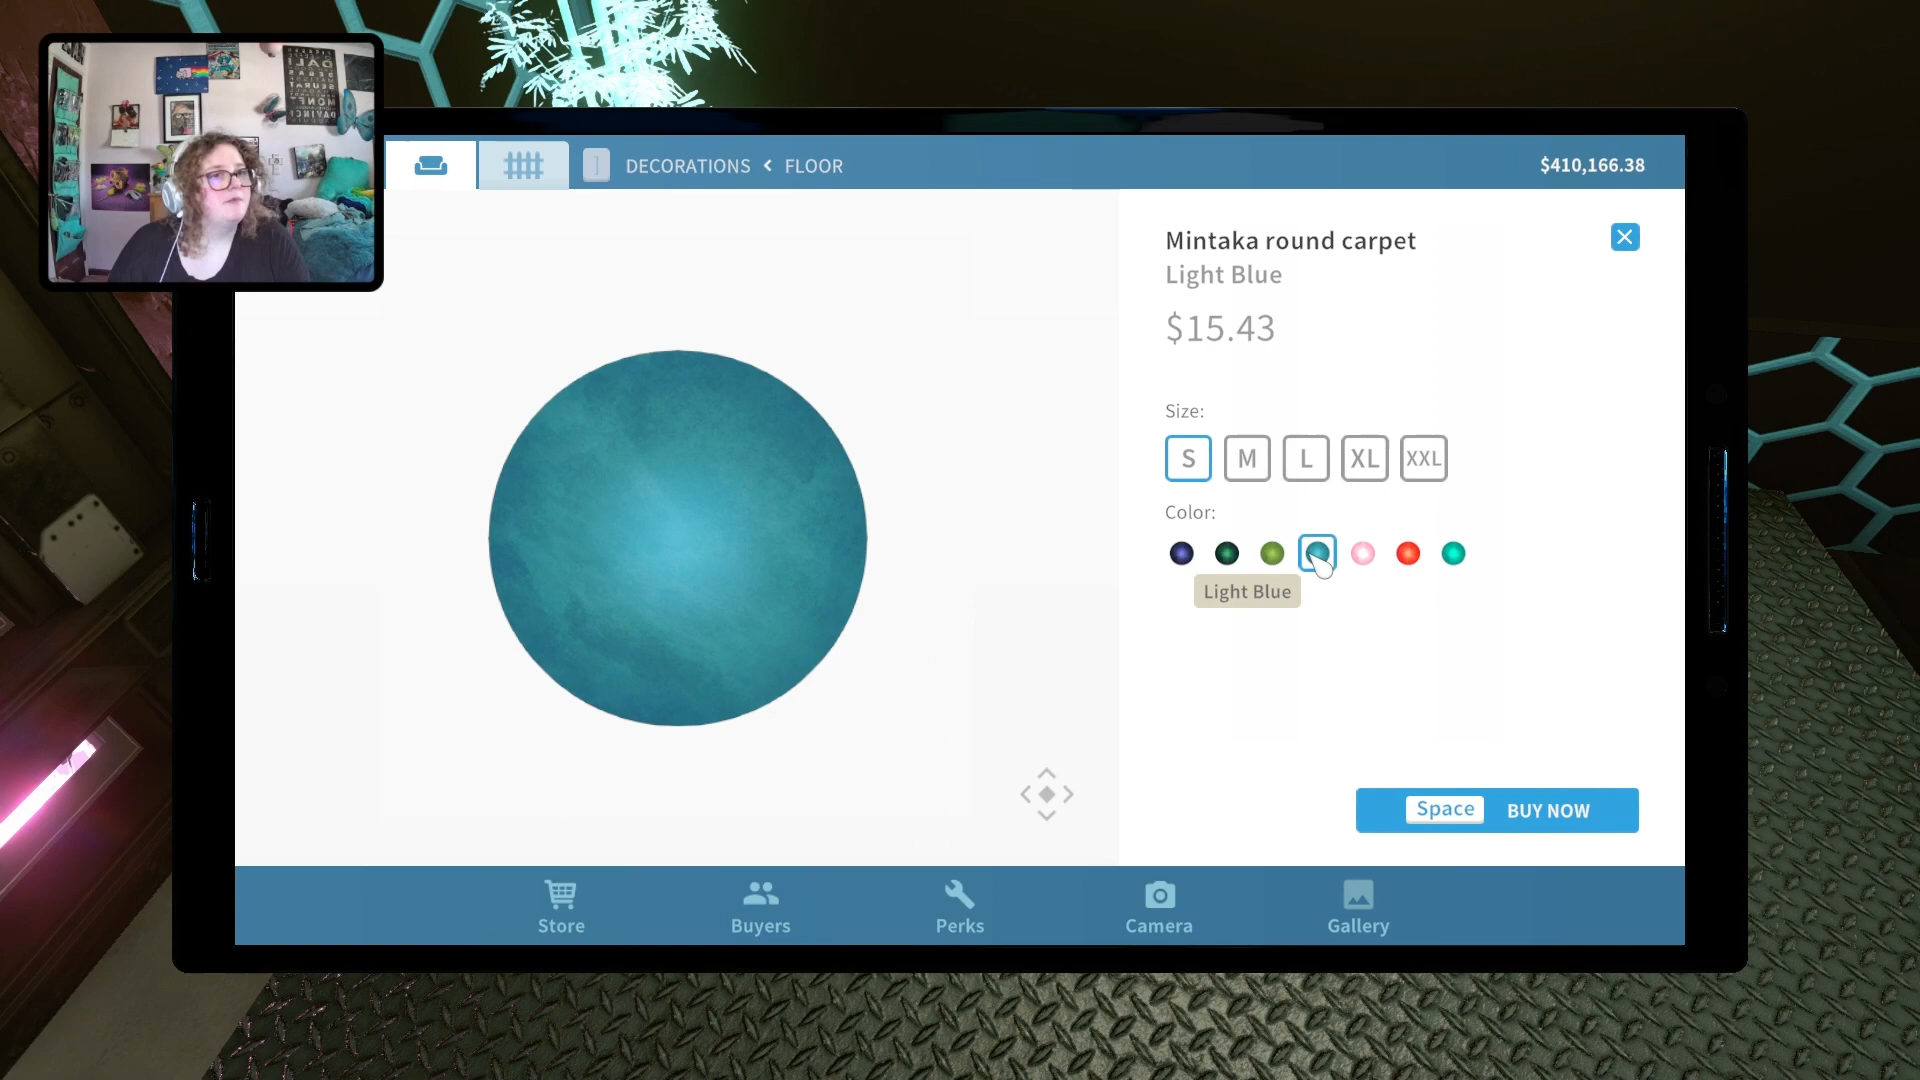 DECORATIONS < FLOOR
$410,166.38
Mintaka round carpet
Light Blue
$15.43
Size:
S M L XL XXL
Color:
Light Blue
Space BUY NOW
Store Buyers Perks Camera Gallery